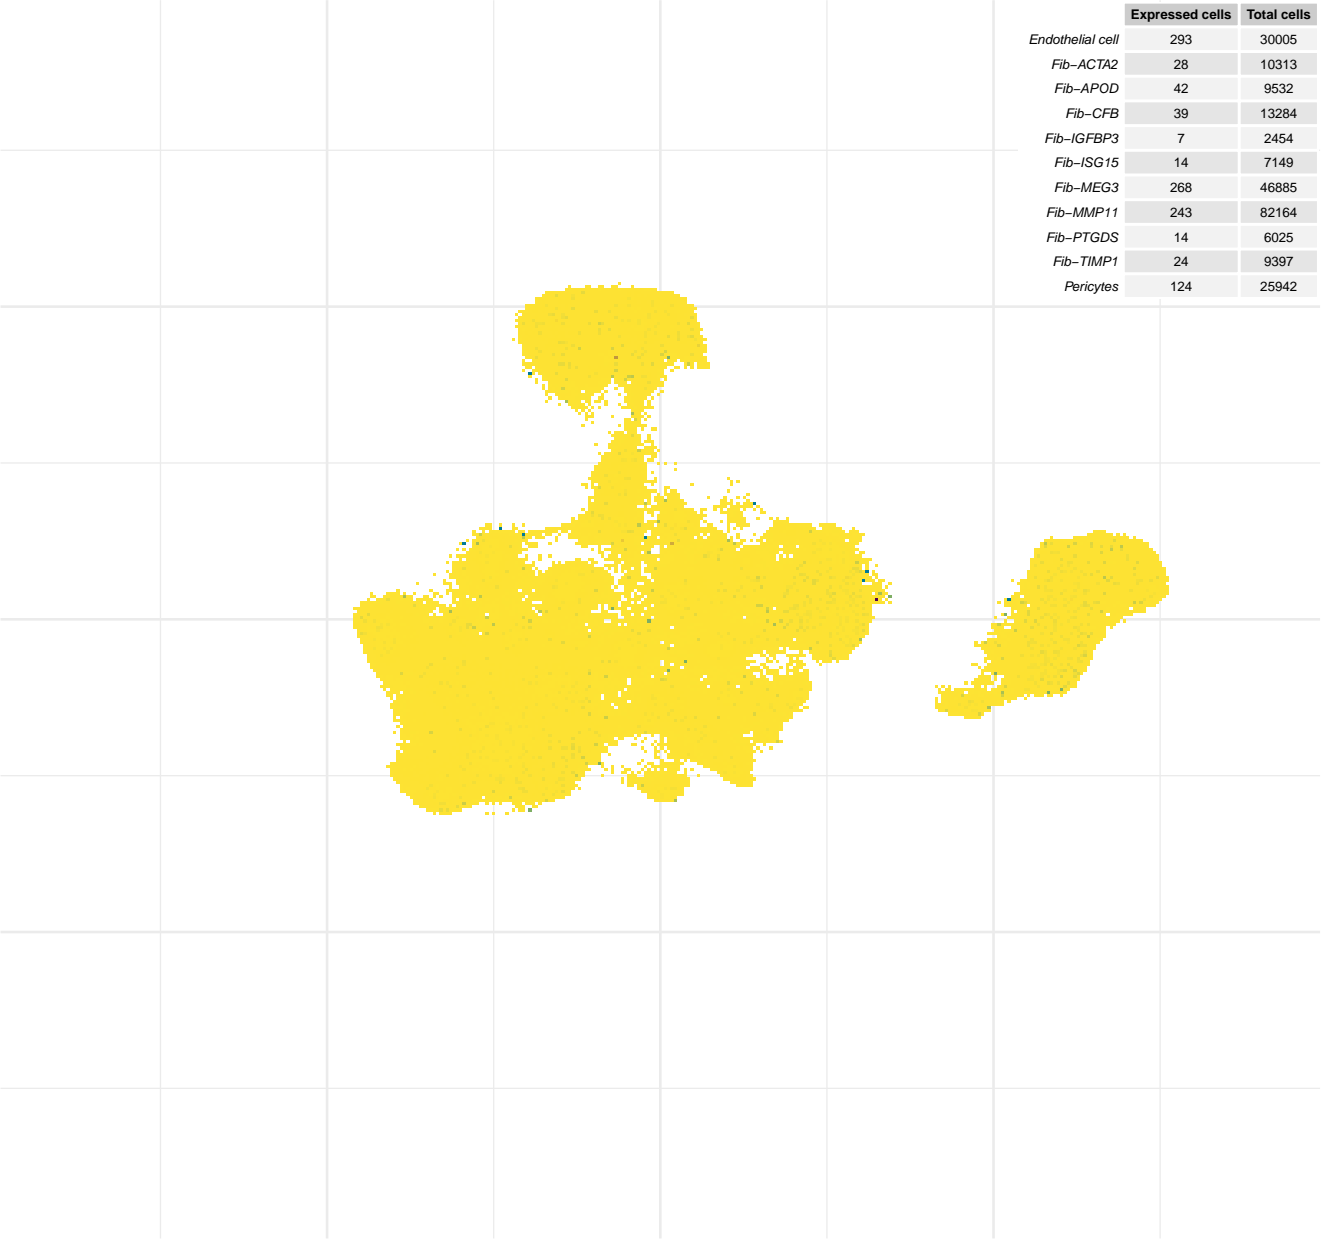 Expressed cells Total cells
Endothelial cell 293 30005
Fib−ACTA2 28 10313
Fib−APOD 42 9532
Fib−CFB 39 13284
Fib−IGFBP3 7 2454
Fib−ISG15 14 7149
Fib−MEG3 268 46885
Fib−MMP11 243 82164
Fib−PTGDS 14 6025
Fib−TIMP1 24 9397
Pericytes 124 25942